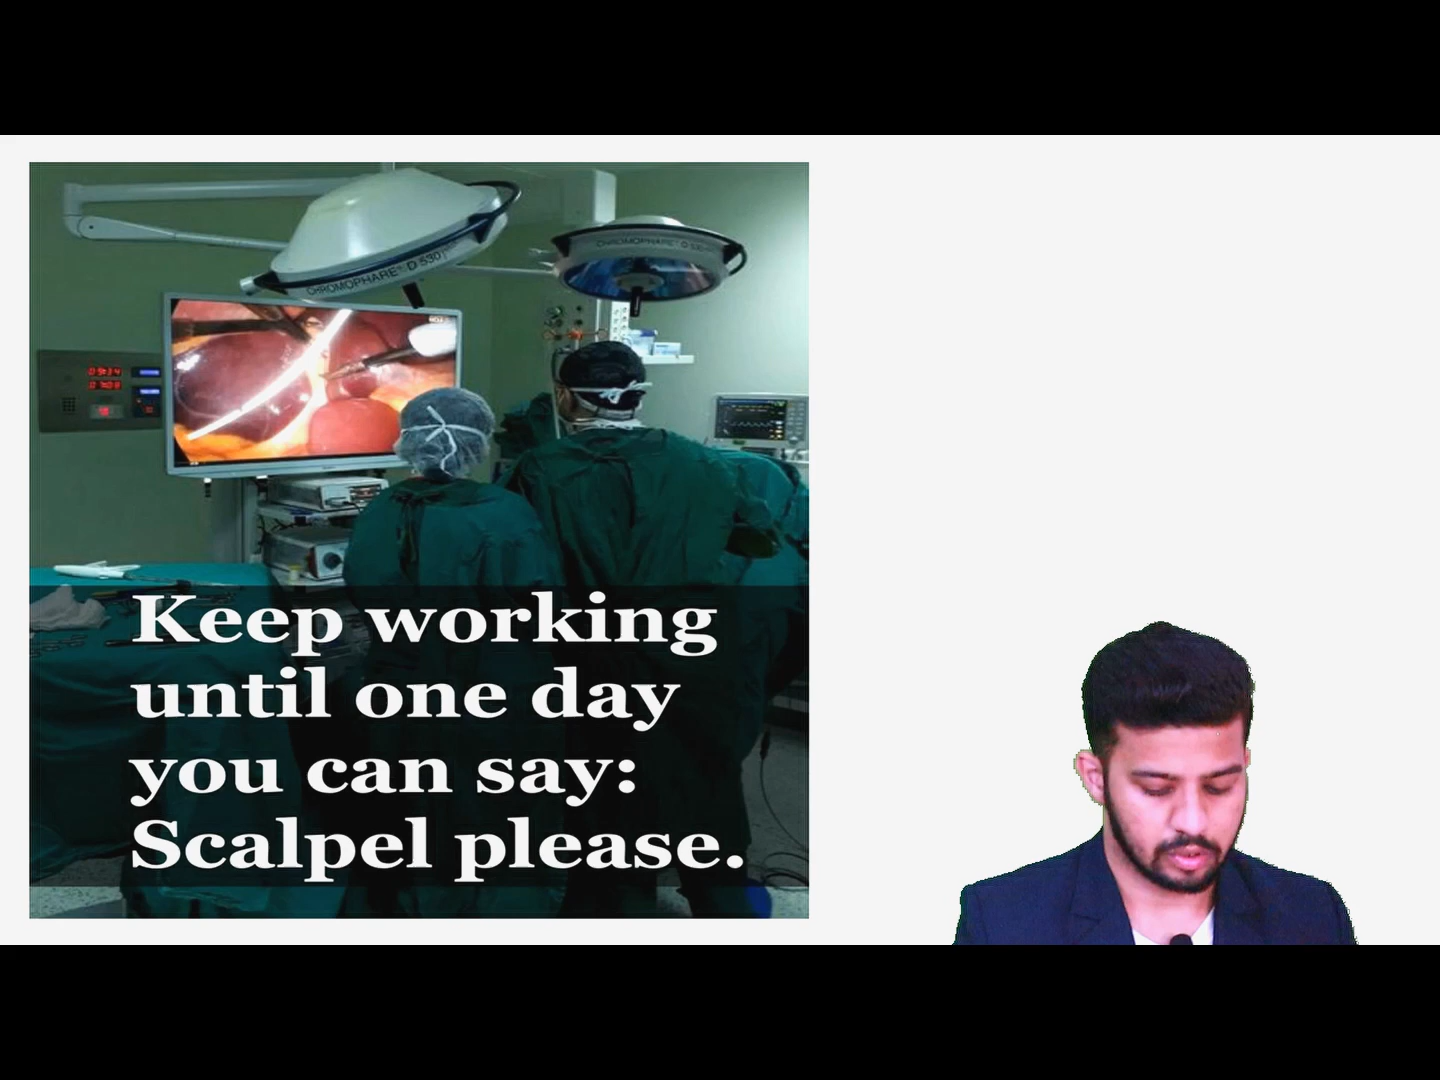 CHROMOPHARE® D 530
CHROMOPHARE® D 530
Keep working
until one day
you can say:
Scalpel please.